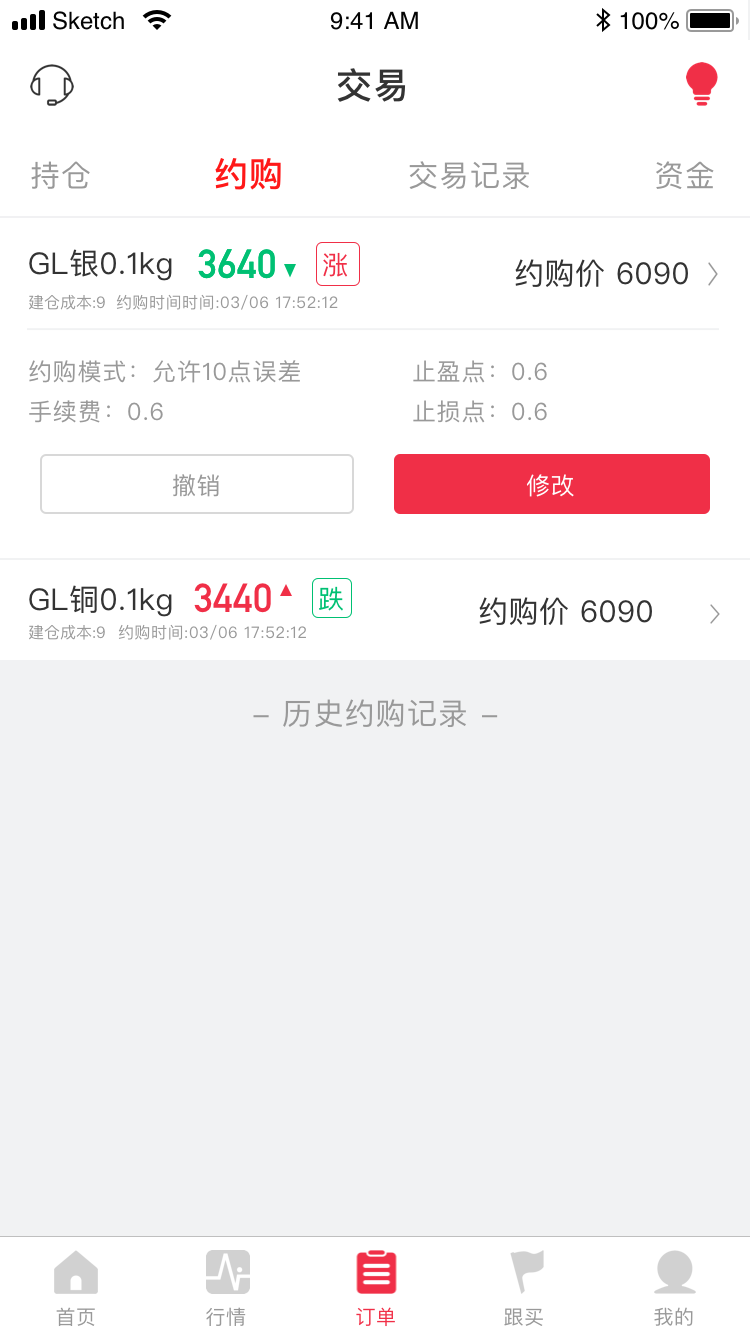 Sketch 9:41 AM 100%
交易
持仓 约购 交易记录 资金
GL银0.1kg 3640 涨 约购价 6090
建仓成本:9 约购时间时间:03/06 17:52:12
约购模式：允许10点误差 止盈点：0.6
手续费：0.6 止损点：0.6
撤销 修改
GL铜0.1kg 3440 跌 约购价 6090
建仓成本:9 约购时间:03/06 17:52:12
– 历史约购记录 –
首页 行情 订单 跟买 我的